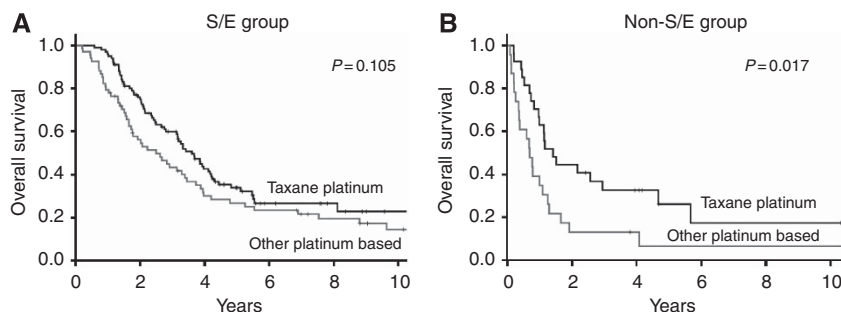 A
S/E group
P=0.105
Overall survival
1.0
0.8
0.6
0.4
0.2
0.0
Taxane platinum
Other platinum based
0 2 4 6 8 10
Years
B
Non-S/E group
P=0.017
Overall survival
1.0
0.8
0.6
0.4
0.2
0.0
Taxane platinum
Other platinum based
0 2 4 6 8 10
Years